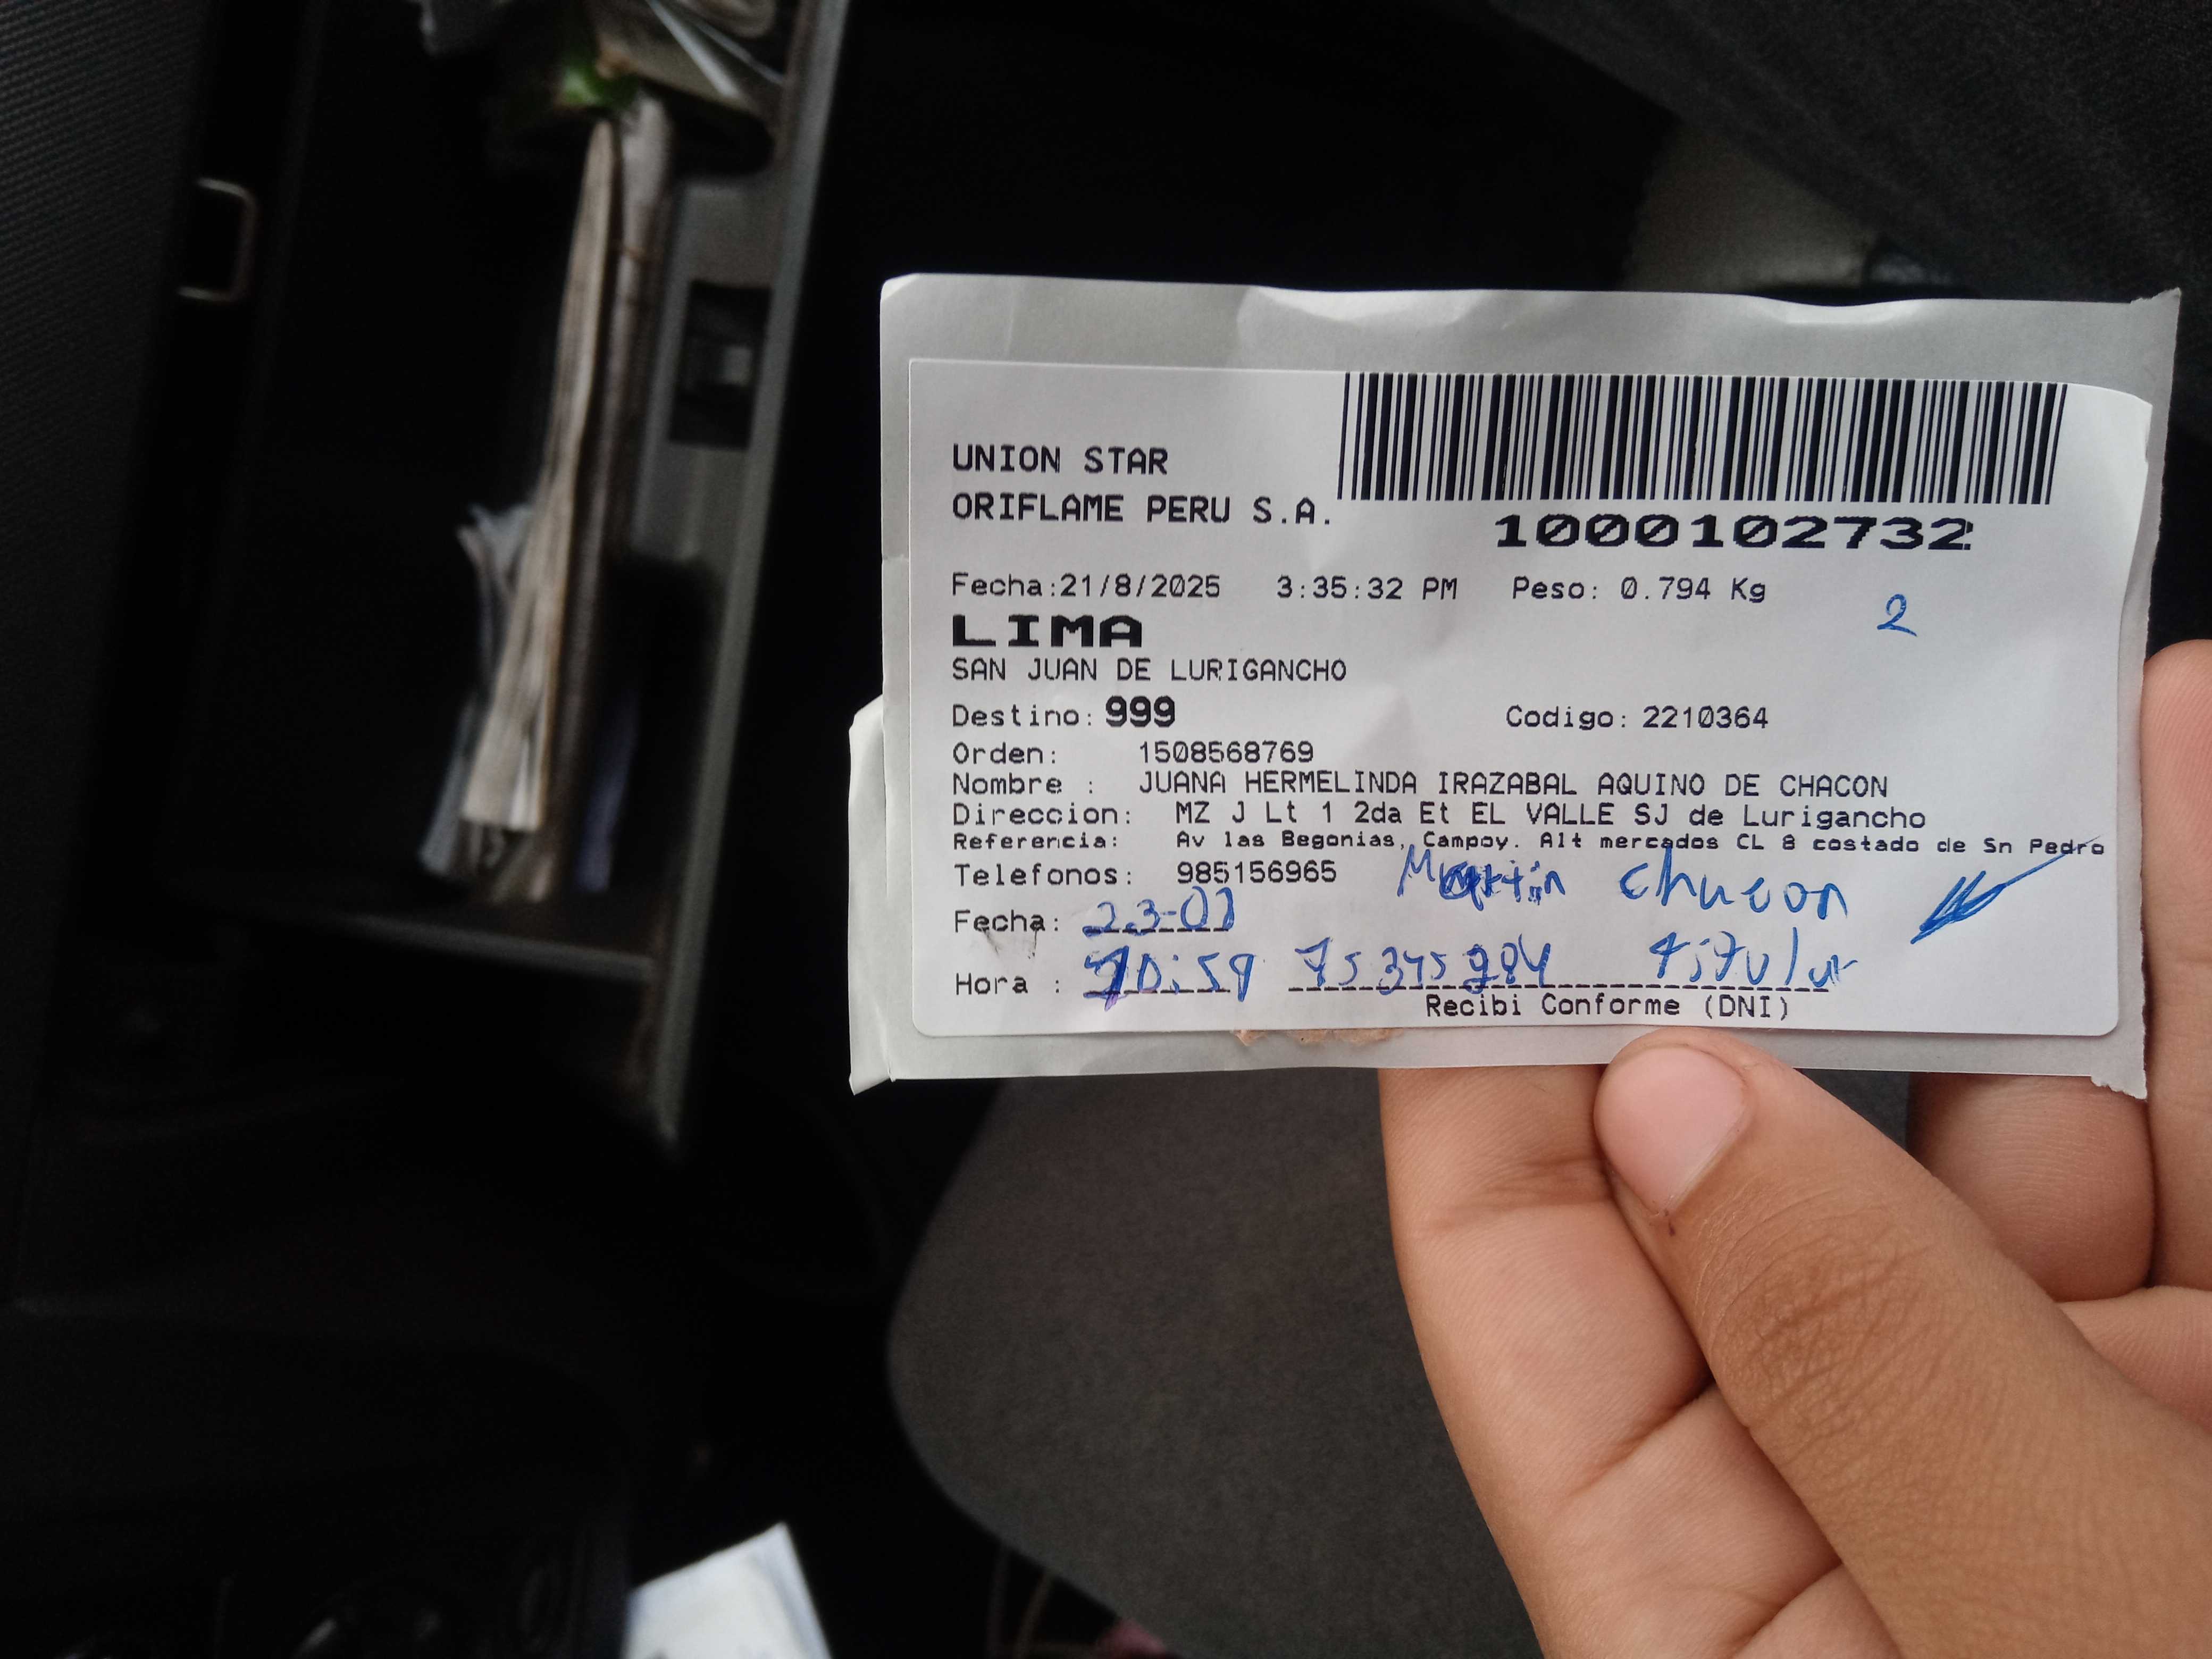 UNION STAR
ORIFLAME PERU S.A.
1000102732
Fecha:21/8/2025 3:35:32 PM Peso: 0.794 Kg
2
LIMA
SAN JUAN DE LURIGANCHO
Destino: 999 Codigo: 2210364
Orden: 1508568769
Nombre : JUANA HERMELINDA IRAZABAL AQUINO DE CHACON
Direccion: MZ J Lt 1 2da Et EL VALLE SJ de Lurigancho
Referencia: Av las Begonias, Campoy. Alt mercados CL 8 costado de Sn Pedro
Telefonos: 985156965 Martin chacon
Fecha: 23-
Hora : 10:59 titular
Recibi Conforme (DNI)